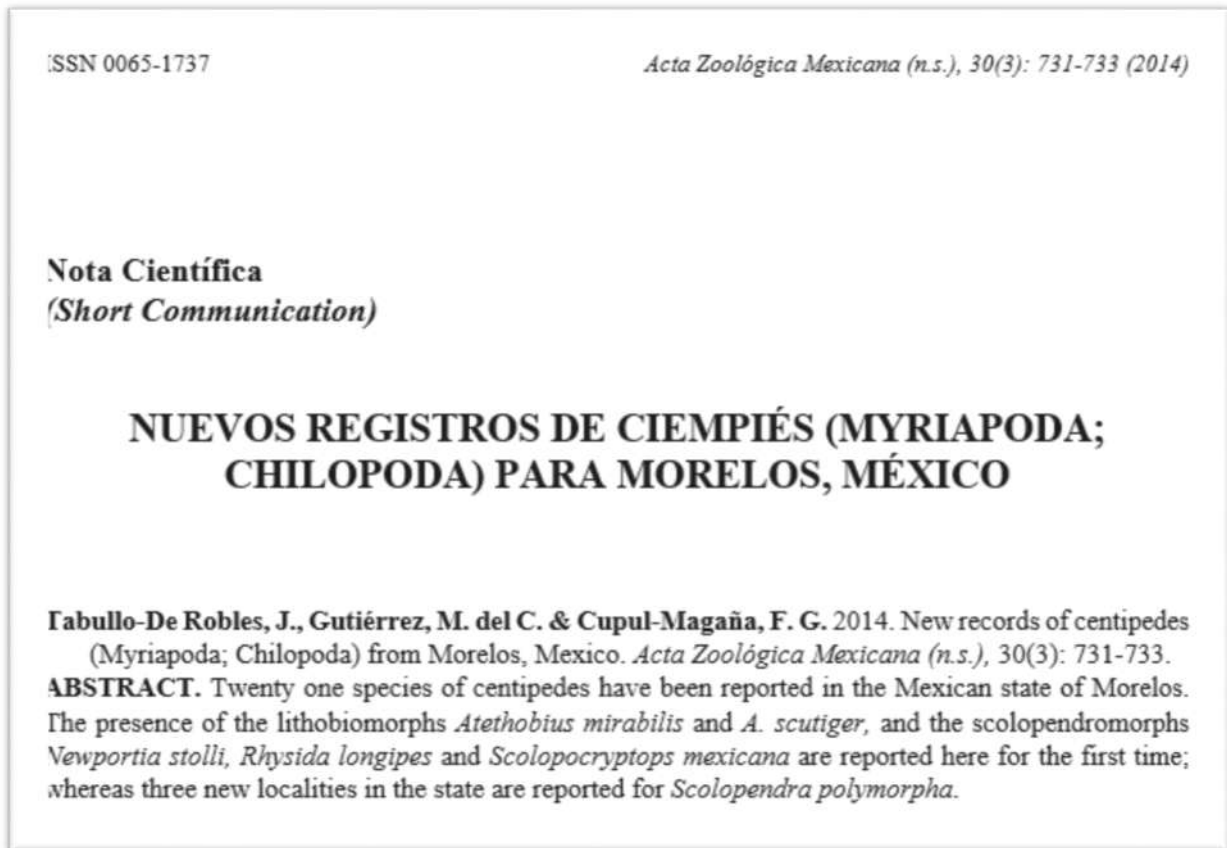 ISSN 0065-1737
Acta Zoológica Mexicana (n.s.), 30(3): 731-733 (2014)
Nota Científica
(Short Communication)
NUEVOS REGISTROS DE CIEMPIÉS (MYRIAPODA;
CHILOPODA) PARA MORELOS, MÉXICO
Tabullo-De Robles, J., Gutiérrez, M. del C. & Cupul-Magaña, F. G. 2014. New records of centipedes
(Myriapoda; Chilopoda) from Morelos, Mexico. Acta Zoológica Mexicana (n.s.), 30(3): 731-733.
ABSTRACT. Twenty one species of centipedes have been reported in the Mexican state of Morelos.
The presence of the lithobiomorphs Atethobius mirabilis and A. scutiger, and the scolopendromorphs
Newportia stolli, Rhysida longipes and Scolopocryptops mexicana are reported here for the first time;
whereas three new localities in the state are reported for Scolopendra polymorpha.